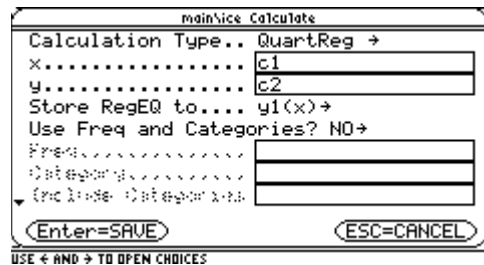 main\ice Calculate
Calculation Type.. QuartReg →
x................. c1
y................. c2
Store RegEQ to.... y1(x)→
Use Freq and Categories? NO→
Freq.............
Category.........
Include Categories
Enter=SAVE ESC=CANCEL
USE ← AND → TO OPEN CHOICES